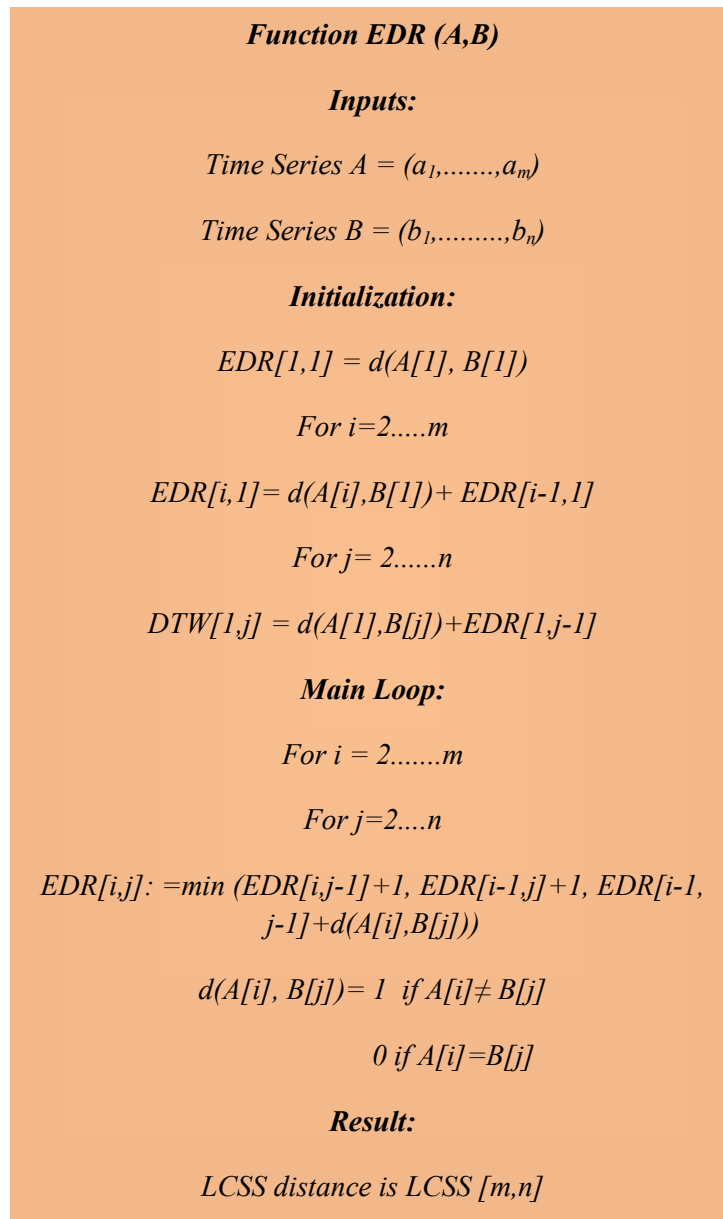 Function EDR (A,B)
Inputs:
Time Series A = (a1,.......,am)
Time Series B = (b1,.........,bn)
Initialization:
EDR[1,1] = d(A[1], B[1])
For i=2.....m
EDR[i,1]= d(A[i],B[1])+ EDR[i-1,1]
For j= 2......n
DTW[1,j] = d(A[1],B[j])+EDR[1,j-1]
Main Loop:
For i = 2.......m
For j=2....n
EDR[i,j]: =min (EDR[i,j-1]+1, EDR[i-1,j]+1, EDR[i-1,
j-1]+d(A[i],B[j]))
d(A[i], B[j])= 1 if A[i]≠ B[j]
0 if A[i]=B[j]
Result:
LCSS distance is LCSS [m,n]